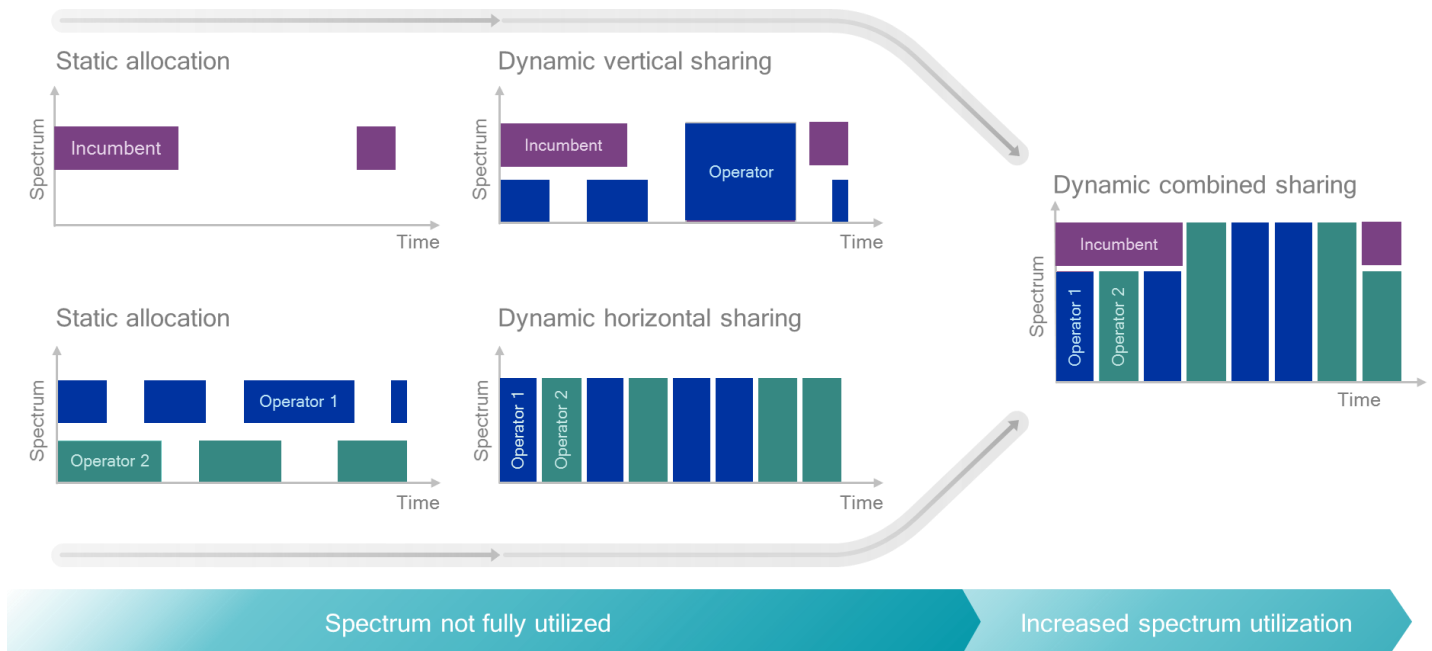 Static allocation
Spectrum
Incumbent
Time
Dynamic vertical sharing
Spectrum
Incumbent
Operator
Time
Static allocation
Spectrum
Operator 1
Operator 2
Time
Dynamic horizontal sharing
Spectrum
Operator 1
Operator 2
Time
Dynamic combined sharing
Spectrum
Incumbent
Operator 1
Operator 2
Time
Spectrum not fully utilized
Increased spectrum utilization